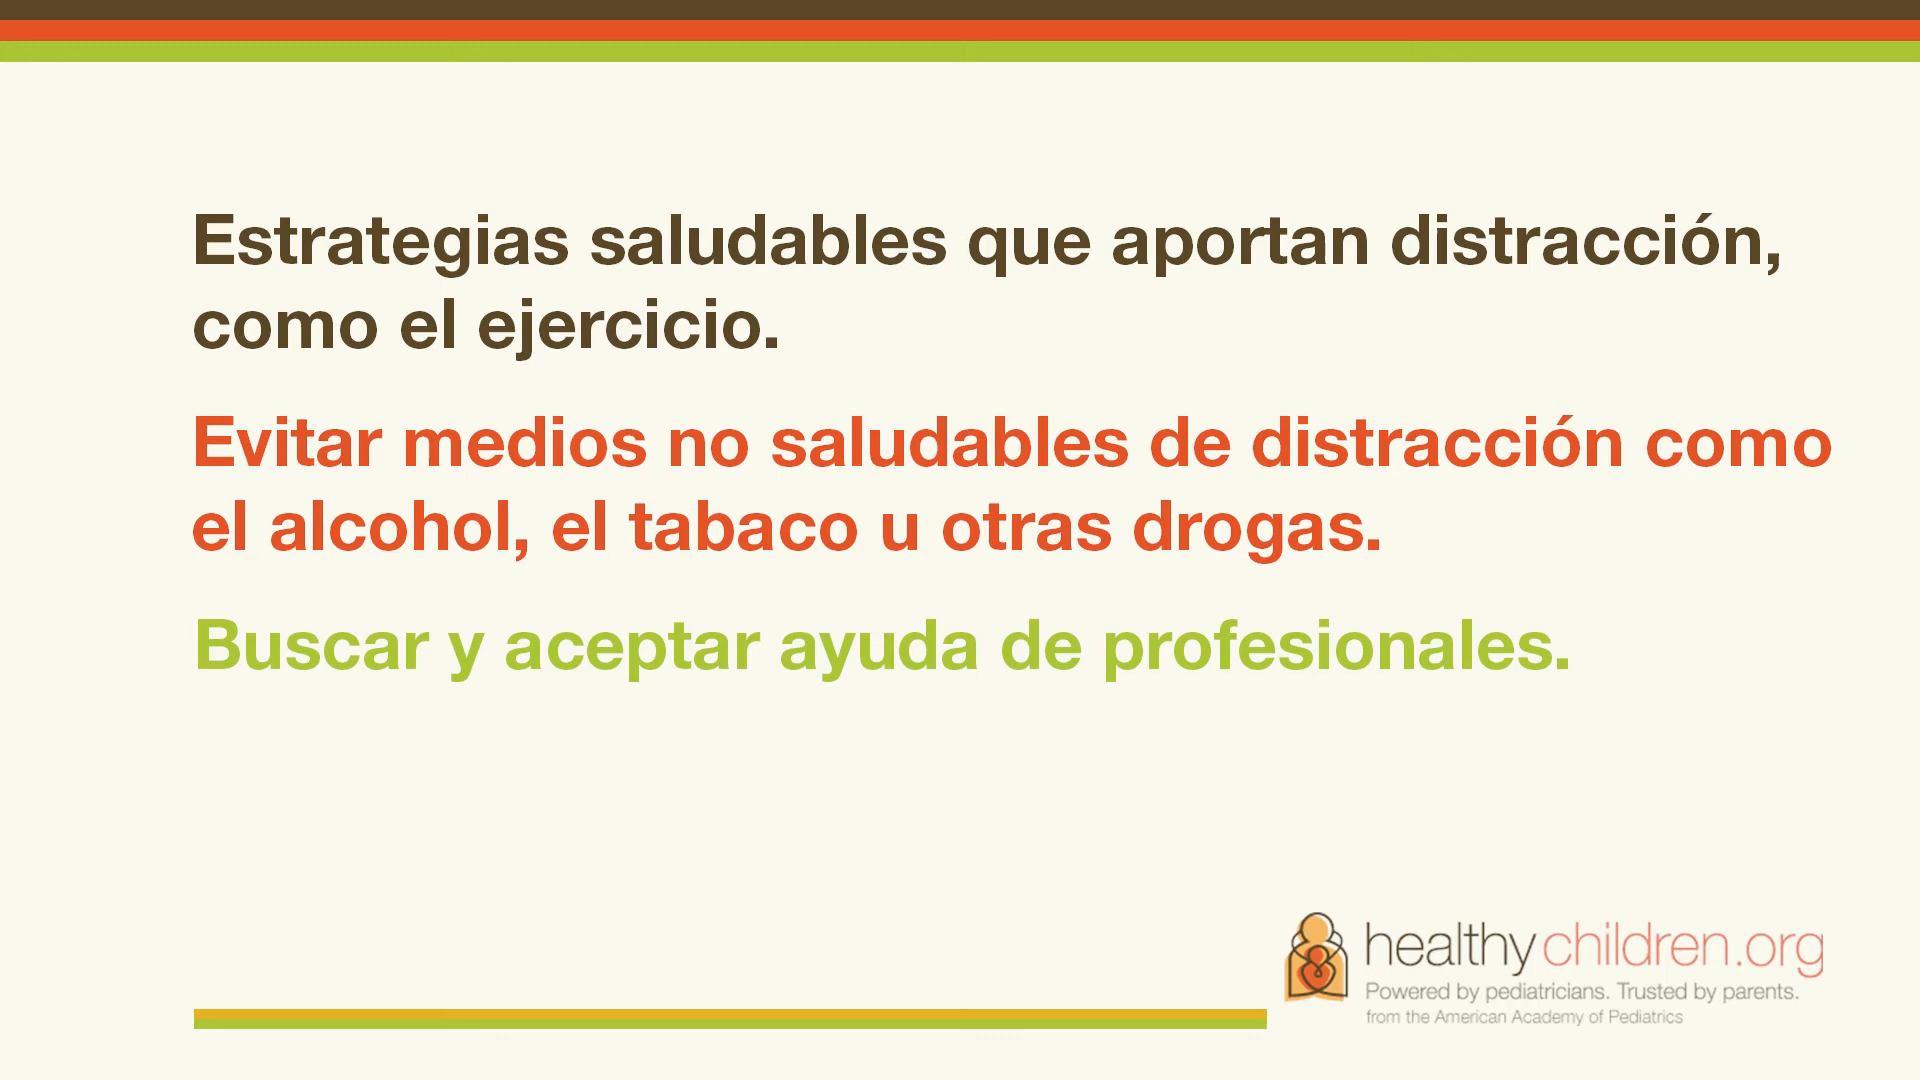 Estrategias saludables que aportan distracción,
como el ejercicio.
Evitar medios no saludables de distracción como
el alcohol, el tabaco u otras drogas.
Buscar y aceptar ayuda de profesionales.
healthychildren.org
Powered by pediatricians. Trusted by parents.
from the American Academy of Pediatrics